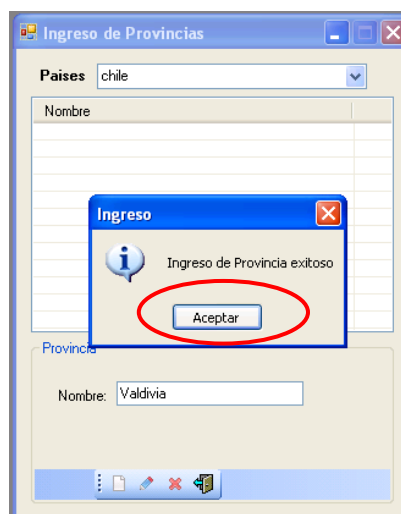 Ingreso de Provincias
Paises chile
Nombre
Ingreso
Ingreso de Provincia exitoso
Aceptar
Provincia
Nombre: Valdivia